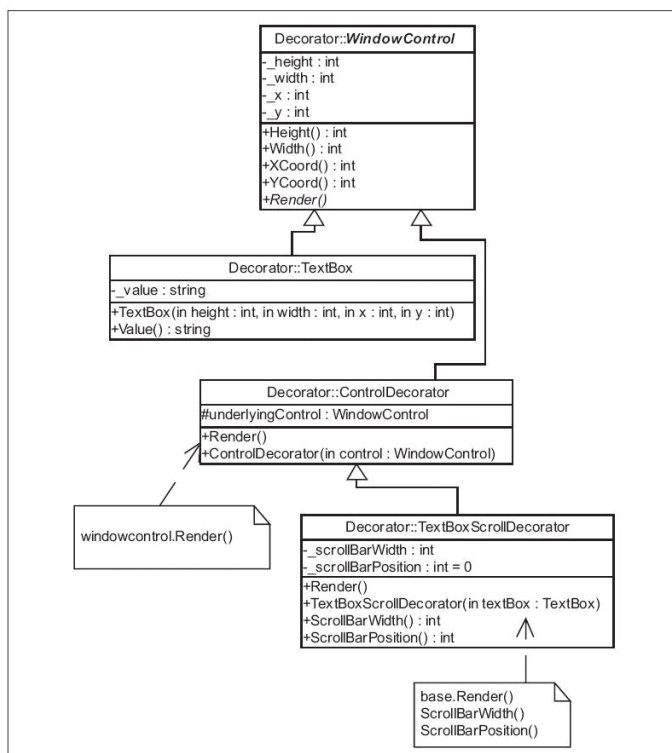 Decorator::WindowControl
-_height : int
-_width : int
-_x : int
-_y : int
+Height() : int
+Width() : int
+XCoord() : int
+YCoord() : int
+Render()
Decorator::TextBox
-_value : string
+TextBox(in height : int, in width : int, in x : int, in y : int)
+Value() : string
Decorator::ControlDecorator
#underlyingControl : WindowControl
+Render()
+ControlDecorator(in control : WindowControl)
windowcontrol.Render()
Decorator::TextBoxScrollDecorator
-_scrollBarWidth : int
-_scrollBarPosition : int = 0
+Render()
+TextBoxScrollDecorator(in textBox : TextBox)
+ScrollBarWidth() : int
+ScrollBarPosition() : int
base.Render()
ScrollBarWidth()
ScrollBarPosition()